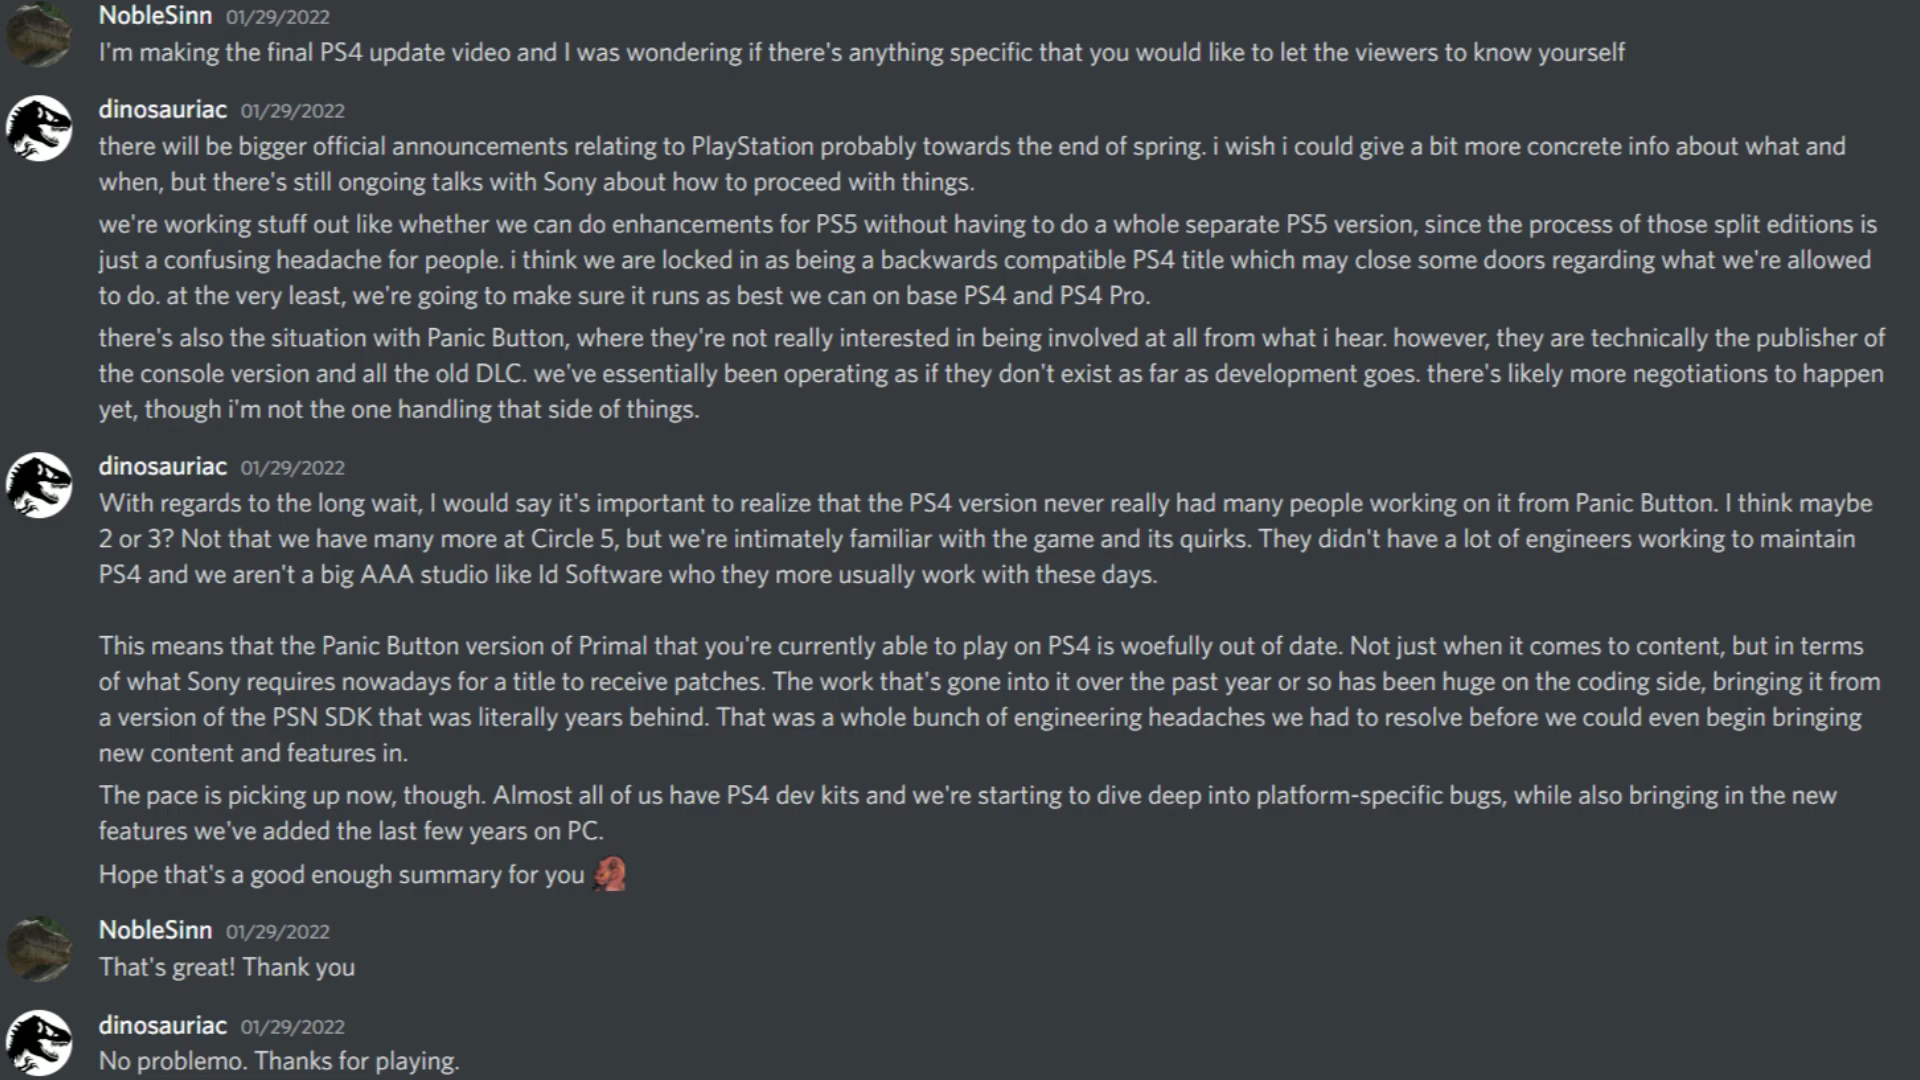 NobleSinn 01/29/2022
I'm making the final PS4 update video and I was wondering if there's anything specific that you would like to let the viewers to know yourself
dinosauriac 01/29/2022
there will be bigger official announcements relating to PlayStation probably towards the end of spring. i wish i could give a bit more concrete info about what and
when, but there's still ongoing talks with Sony about how to proceed with things.
we're working stuff out like whether we can do enhancements for PS5 without having to do a whole separate PS5 version, since the process of those split editions is
just a confusing headache for people. i think we are locked in as being a backwards compatible PS4 title which may close some doors regarding what we're allowed
to do. at the very least, we're going to make sure it runs as best we can on base PS4 and PS4 Pro.
there's also the situation with Panic Button, where they're not really interested in being involved at all from what i hear. however, they are technically the publisher of
the console version and all the old DLC. we've essentially been operating as if they don't exist as far as development goes. there's likely more negotiations to happen
yet, though i'm not the one handling that side of things.
dinosauriac 01/29/2022
With regards to the long wait, I would say it's important to realize that the PS4 version never really had many people working on it from Panic Button. I think maybe
2 or 3? Not that we have many more at Circle 5, but we're intimately familiar with the game and its quirks. They didn't have a lot of engineers working to maintain
PS4 and we aren't a big AAA studio like Id Software who they more usually work with these days.
This means that the Panic Button version of Primal that you're currently able to play on PS4 is woefully out of date. Not just when it comes to content, but in terms
of what Sony requires nowadays for a title to receive patches. The work that's gone into it over the past year or so has been huge on the coding side, bringing it from
a version of the PSN SDK that was literally years behind. That was a whole bunch of engineering headaches we had to resolve before we could even begin bringing
new content and features in.
The pace is picking up now, though. Almost all of us have PS4 dev kits and we're starting to dive deep into platform-specific bugs, while also bringing in the new
features we've added the last few years on PC.
Hope that's a good enough summary for you
NobleSinn 01/29/2022
That's great! Thank you
dinosauriac 01/29/2022
No problemo. Thanks for playing.